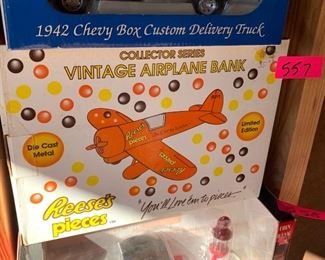 1942 Chevy Box Custom Delivery Truck
557
COLLECTOR SERIES
VINTAGE AIRPLANE BANK
Die Cast
Metal
Reese's
pieces
Limited
Edition
Reese's
pieces
"You'll Love 'em to pieces—"